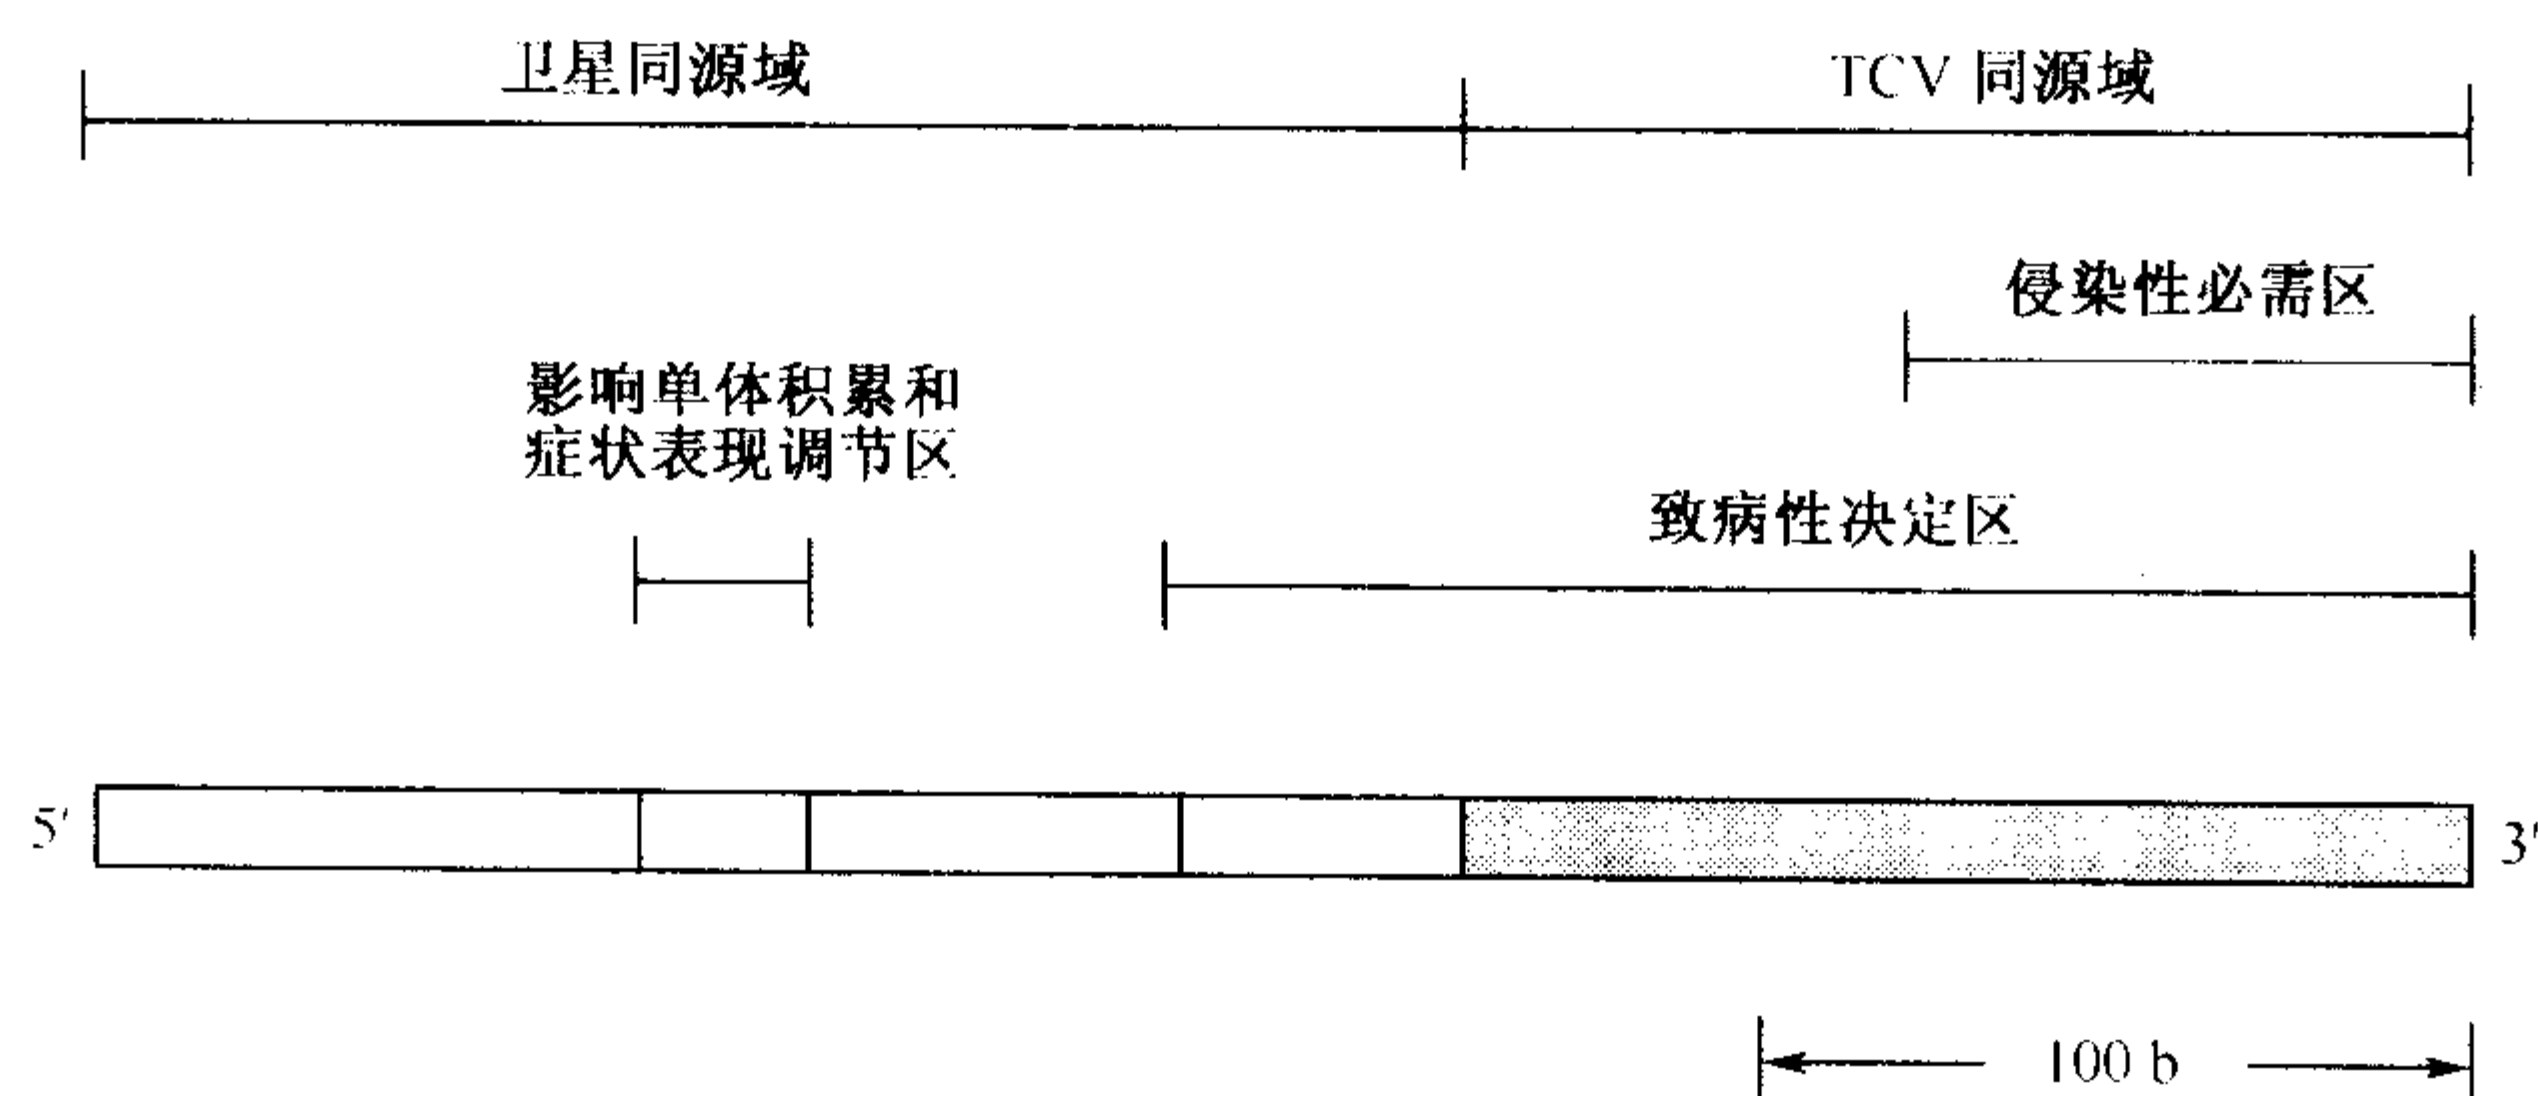 卫星同源域
TCV 同源域
侵染性必需区
影响单体积累和
症状表现调节区
致病性决定区
5'
3'
100 b